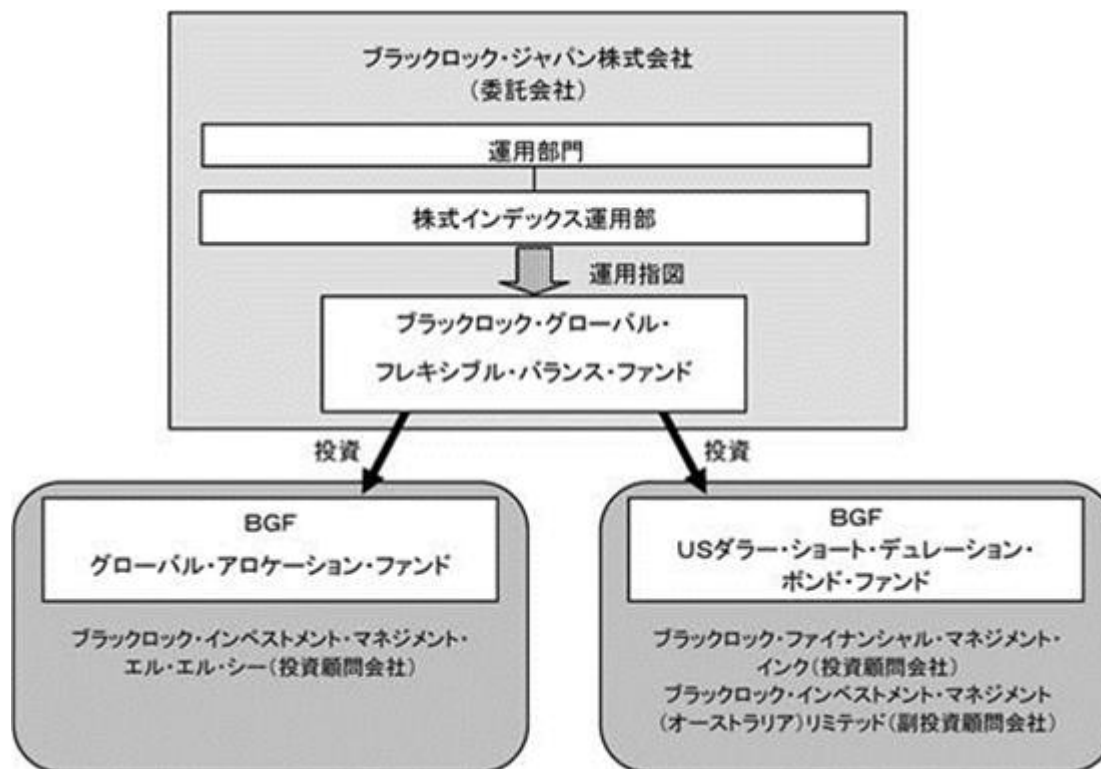 ブラックロック・ジャパン株式会社
(委託会社)
運用部門
株式インデックス運用部
運用指図
ブラックロック・グローバル・
フレキシブル・バランス・ファンド
投資
投資
BGF
グローバル・アロケーション・ファンド
ブラックロック・インベストメント・マネジメント・
エル・エル・シー(投資顧問会社)
BGF
USダラー・ショート・デュレーション・
ボンド・ファンド
ブラックロック・ファイナンシャル・マネジメント・
インク(投資顧問会社)
ブラックロック・インベストメント・マネジメント
(オーストラリア)リミテッド(副投資顧問会社)